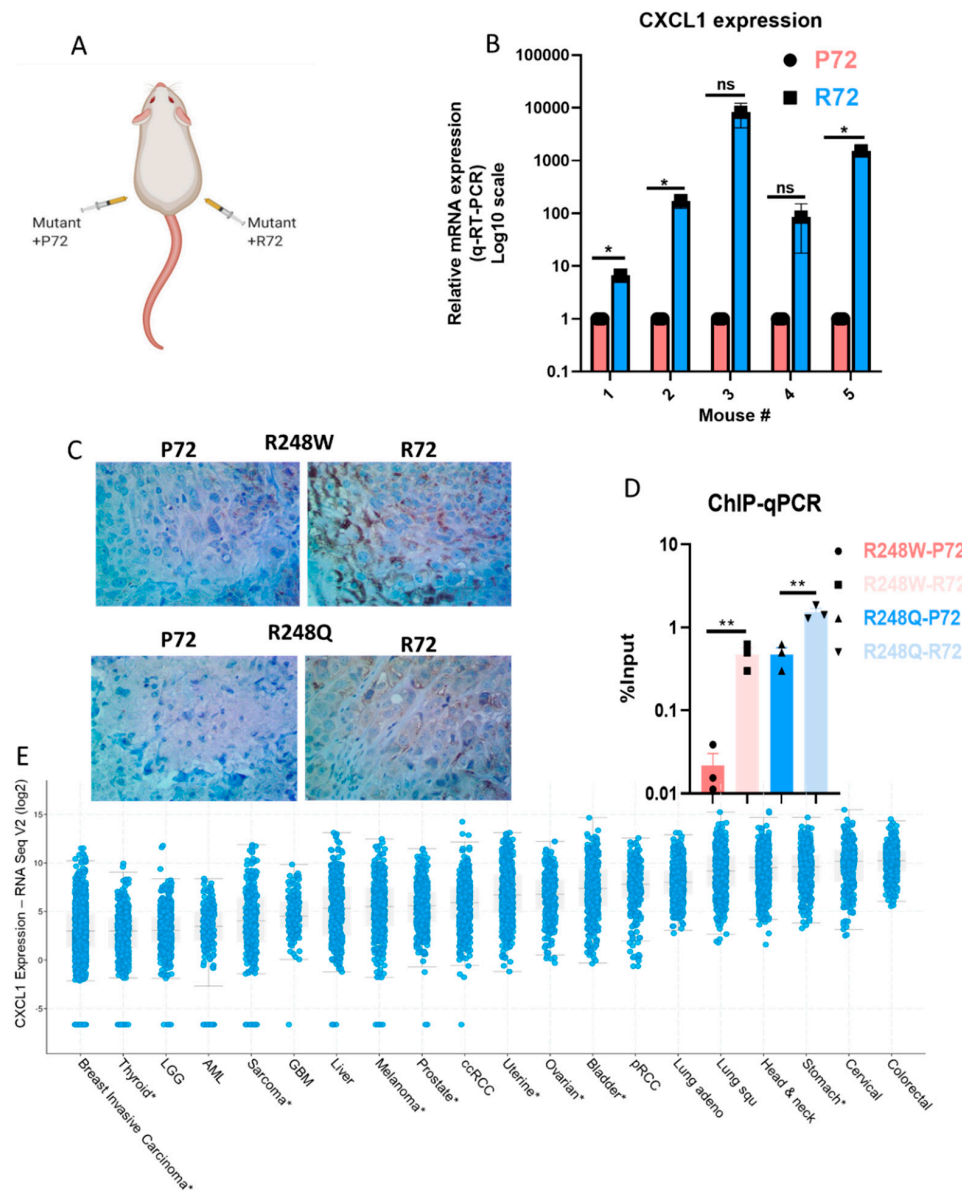 A
Mutant
+P72
Mutant
+R72
B
CXCL1 expression
P72
R72
Relative mRNA expression
(q-RT-PCR)
Log10 scale
100000
10000
1000
100
10
1
0.1
*
*
ns
ns
*
1
2
3
4
5
Mouse #
C
R248W
P72
R72
R248Q
P72
R72
D
ChIP-qPCR
%Input
10
1
0.1
0.01
**
**
R248W-P72
R248W-R72
R248Q-P72
R248Q-R72
E
CXCL1 Expression – RNA Seq V2 (log2)
15
10
5
0
-5
Breast Invasive Carcinoma*
Thyroid*
LGG
AML
Sarcoma*
GBM
Liver
Melanoma*
Prostate*
ccRCC
Uterine*
Ovarian*
Bladder*
pRCC
Lung adeno
Lung squ
Head & neck
Stomach*
Cervical
Colorectal